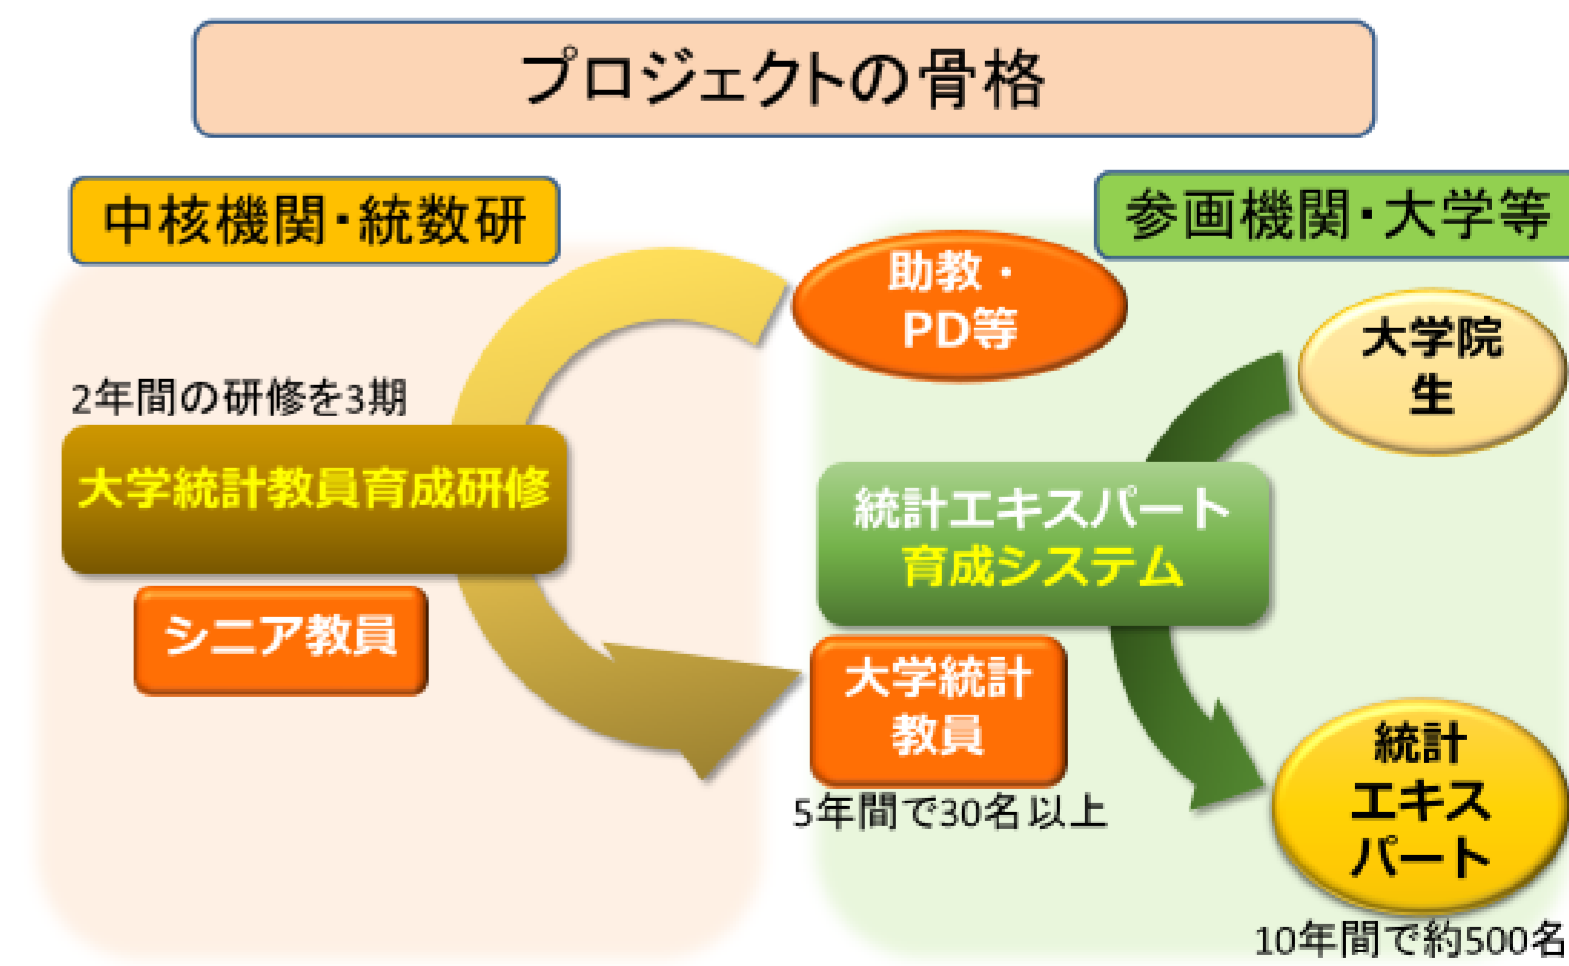 プロジェクトの骨格
中核機関・統数研
参画機関・大学等
助教・
PD等
大学院
生
2年間の研修を3期
大学統計教員育成研修
統計エキスパート
育成システム
シニア教員
大学統計
教員
5年間で30名以上
統計
エキス
パート
10年間で約500名